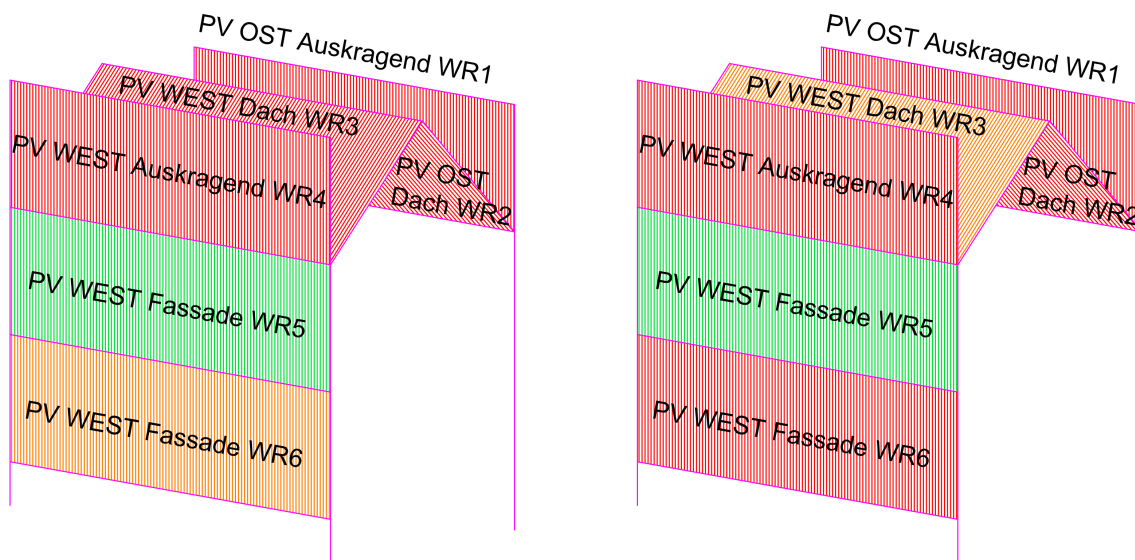 PV OST Auskragend WR1
PV WEST Dach WR3
PV WEST Auskragend WR4
PV OST
Dach WR2
PV WEST Fassade WR5
PV WEST Fassade WR6
PV OST Auskragend WR1
PV WEST Dach WR3
PV WEST Auskragend WR4
PV OST
Dach WR2
PV WEST Fassade WR5
PV WEST Fassade WR6